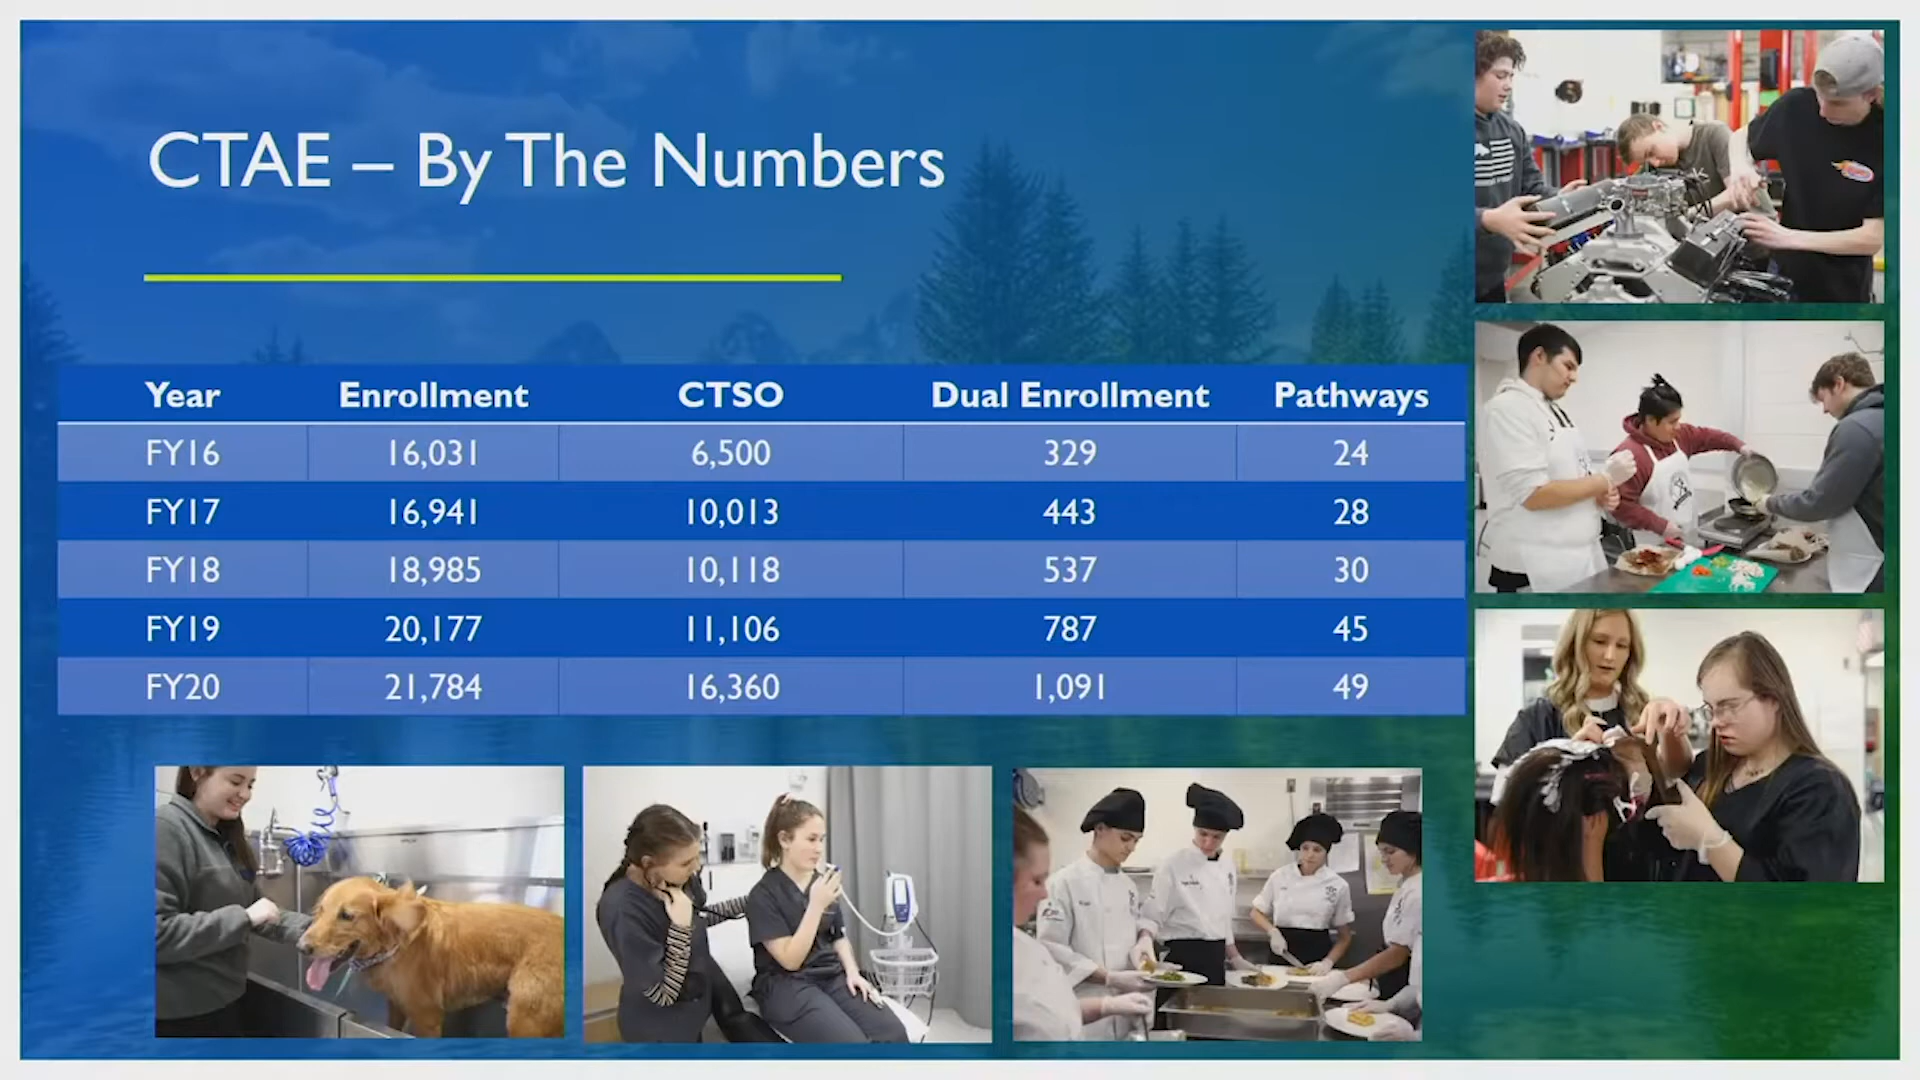 CTAE – By The Numbers
Year Enrollment CTSO Dual Enrollment Pathways
FY16 16,031 6,500 329 24
FY17 16,941 10,013 443 28
FY18 18,985 10,118 537 30
FY19 20,177 11,106 787 45
FY20 21,784 16,360 1,091 49